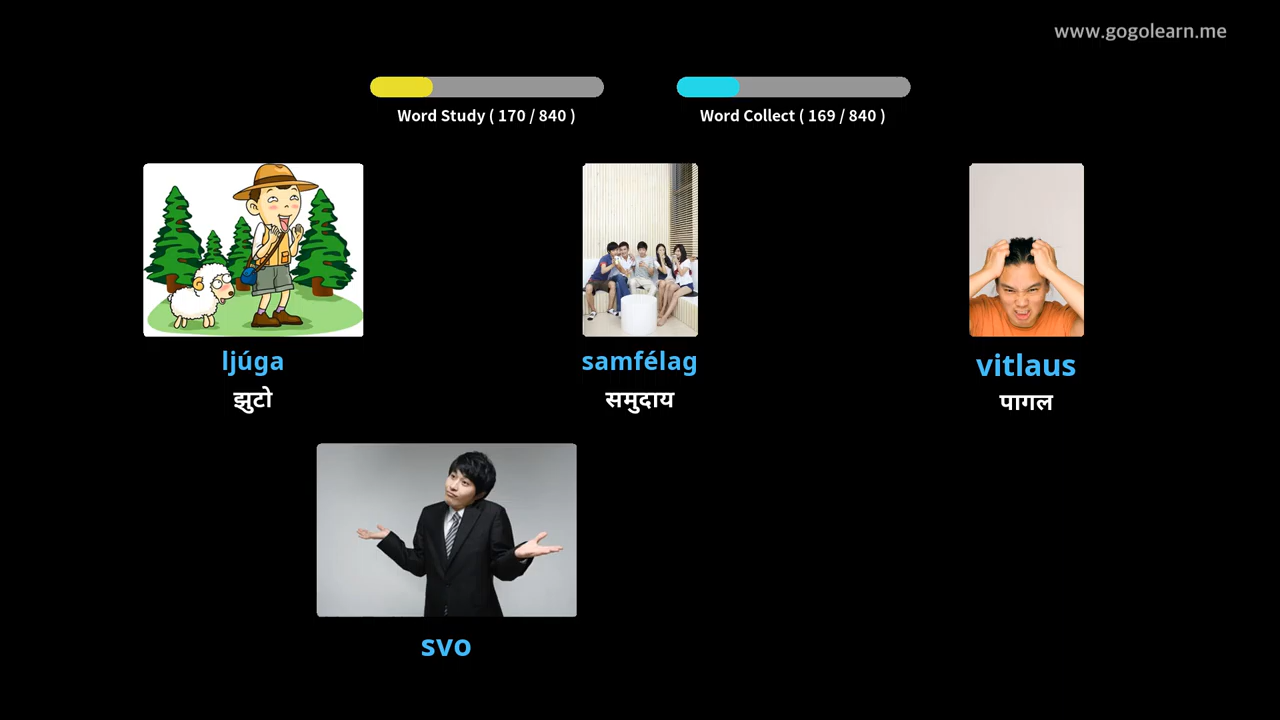 www.gogolearn.me
Word Study ( 170 / 840 )
Word Collect ( 169 / 840 )
ljúga
झुटो
samfélag
समुदाय
vitlaus
पागल
svo